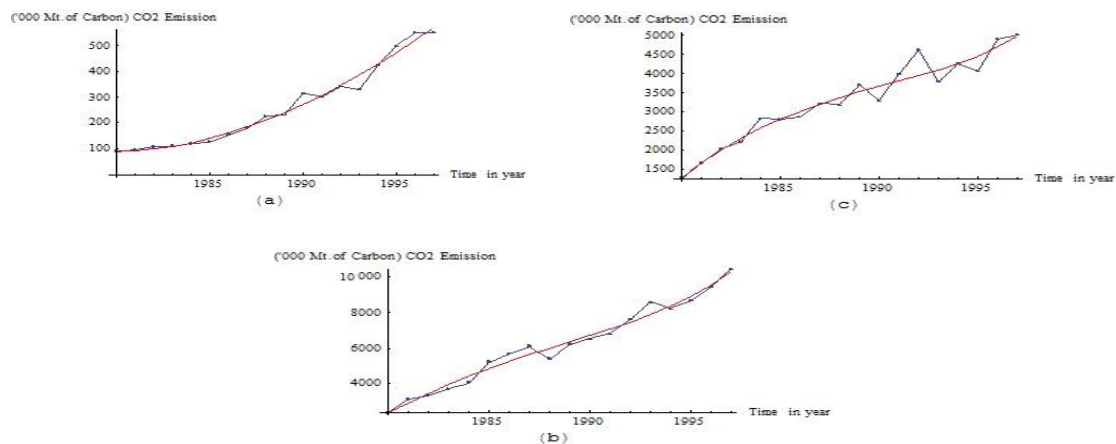 ('000 Mt. of Carbon) CO2 Emission
500
400
300
200
100
1985
1990
1995
Time in year
(a)
('000 Mt. of Carbon) CO2 Emission
5000
4500
4000
3500
3000
2500
2000
1500
1985
1990
1995
Time in year
(c)
('000 Mt. of Carbon) CO2 Emission
10 000
8000
6000
4000
1985
1990
1995
Time in year
(b)